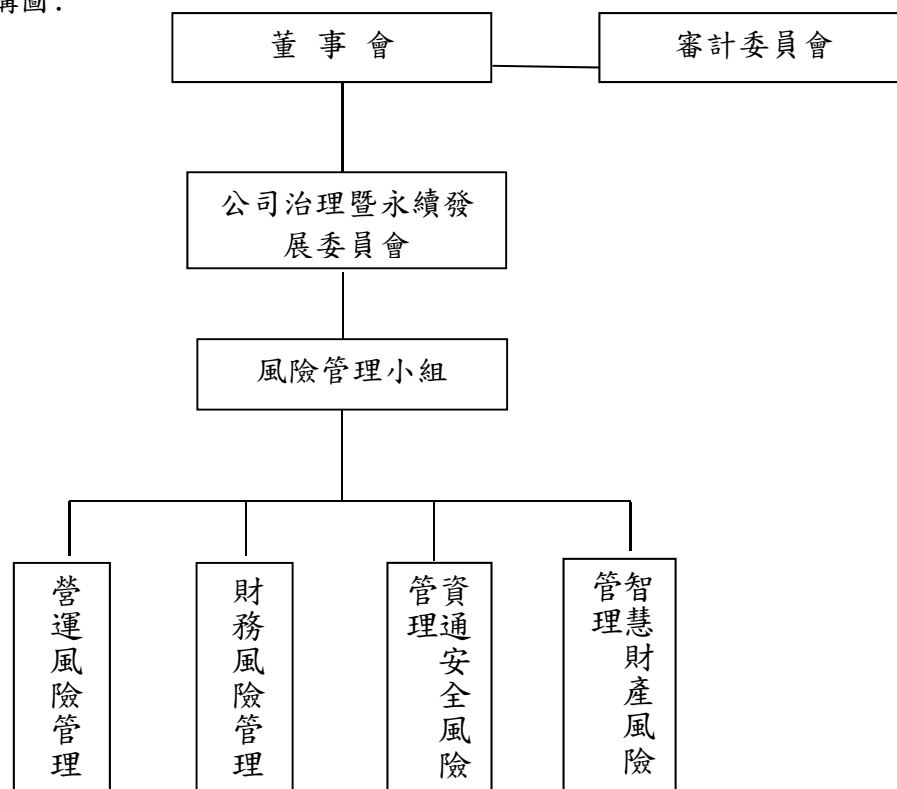 構圖：
董事會
審計委員會
公司治理暨永續發
展委員會
風險管理小組
營運風險管理
財務風險管理
資通安全風險
管理
智慧財產風險
管理